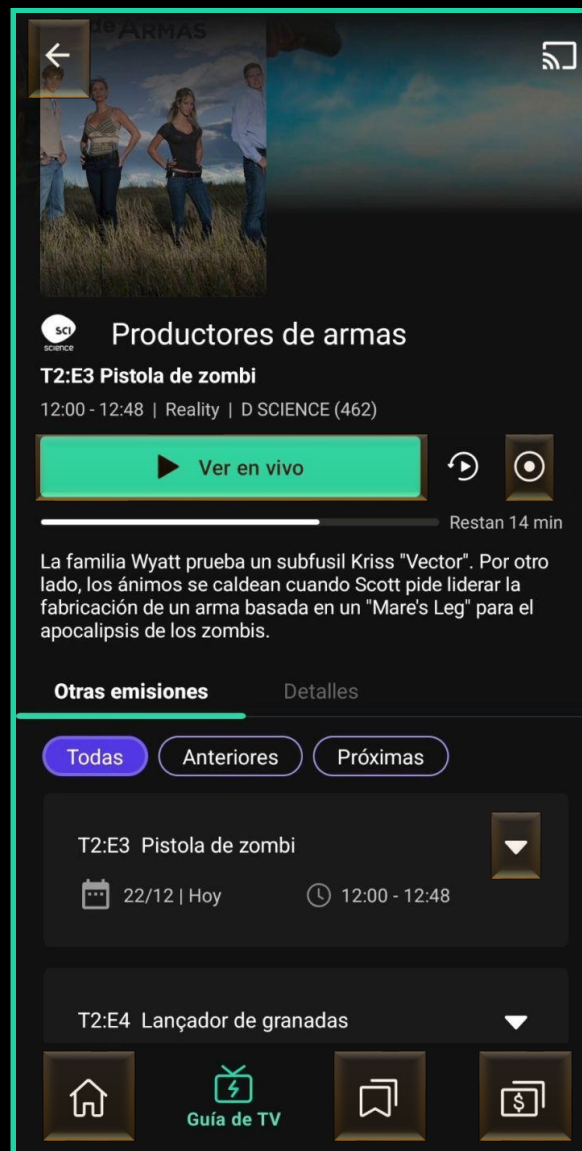 de ARMAS
SCI
science
Productores de armas
T2:E3 Pistola de zombi
12:00 - 12:48 | Reality | D SCIENCE (462)
Ver en vivo
Restan 14 min
La familia Wyatt prueba un subfusil Kriss "Vector". Por otro
lado, los ánimos se caldean cuando Scott pide liderar la
fabricación de un arma basada en un "Mare's Leg" para el
apocalipsis de los zombis.
Otras emisiones
Detalles
Todas
Anteriores
Próximas
T2:E3 Pistola de zombi
22/12 | Hoy
12:00 - 12:48
T2:E4 Lançador de granadas
Guía de TV